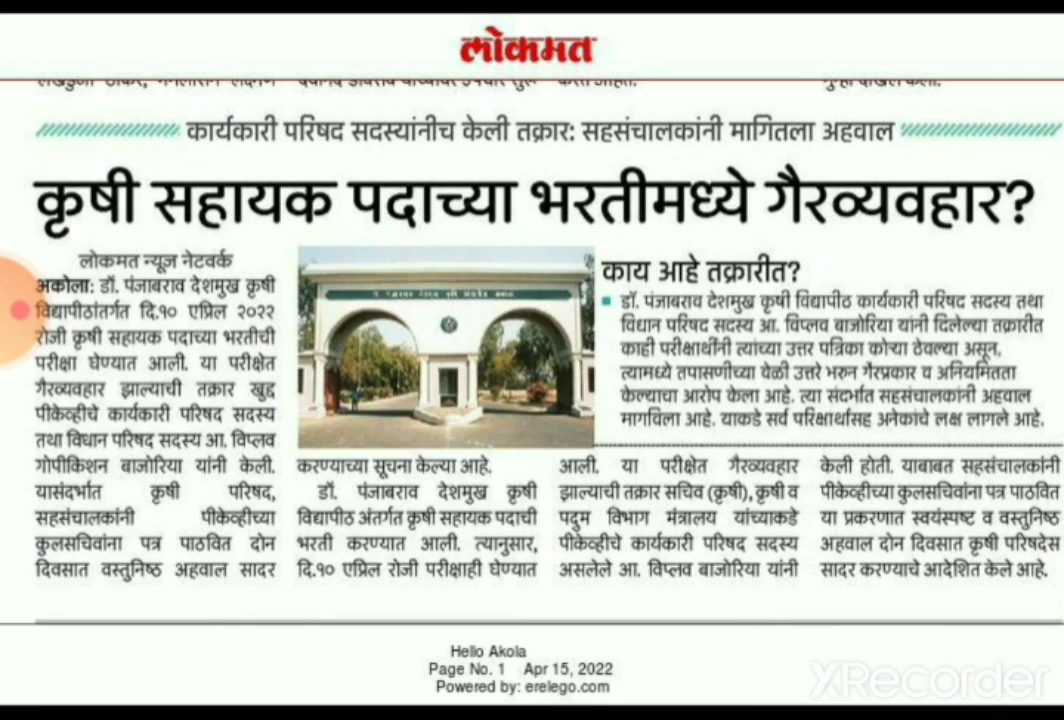 लोकमत
कार्यकारी परिषद सदस्यांनीच केली तक्रार: सहसंचालकांनी मागितला अहवाल
कृषी सहायक पदाच्या भरतीमध्ये गैरव्यवहार?
लोकमत न्यूज नेटवर्क
अकोला: डॉ. पंजाबराव देशमुख कृषी
विद्यापीठांतर्गत दि.१० एप्रिल २०२२
रोजी कृषी सहायक पदाच्या भरतीची
परीक्षा घेण्यात आली. या परीक्षेत
गैरव्यवहार झाल्याची तक्रार खुद्द
पीकेव्हीचे कार्यकारी परिषद सदस्य
तथा विधान परिषद सदस्य आ. विप्लव
गोपीकिशन बाजोरिया यांनी केली.
यासंदर्भात कृषी परिषद,
सहसंचालकांनी पीकेव्हीच्या
कुलसचिवांना पत्र पाठवित दोन
दिवसात वस्तुनिष्ठ अहवाल सादर
करण्याच्या सूचना केल्या आहे.
डॉ. पंजाबराव देशमुख कृषी
विद्यापीठ अंतर्गत कृषी सहायक पदाची
भरती करण्यात आली. त्यानुसार,
दि.१० एप्रिल रोजी परीक्षाही घेण्यात
आली. या परीक्षेत गैरव्यवहार
झाल्याची तक्रार सचिव (कृषी), कृषी व
पदुम विभाग मंत्रालय यांच्याकडे
पीकेव्हीचे कार्यकारी परिषद सदस्य
असलेले आ. विप्लव बाजोरिया यांनी
केली होती. याबाबत सहसंचालकांनी
पीकेव्हीच्या कुलसचिवांना पत्र पाठवित
या प्रकरणात स्वयंस्पष्ट व वस्तुनिष्ठ
अहवाल दोन दिवसात कृषी परिषदेस
सादर करण्याचे आदेशित केले आहे.
काय आहे तक्रारीत?
डॉ. पंजाबराव देशमुख कृषी विद्यापीठ कार्यकारी परिषद सदस्य तथा
विधान परिषद सदस्य आ. विप्लव बाजोरिया यांनी दिलेल्या तक्रारीत
काही परीक्षार्थीनी त्यांच्या उत्तर पत्रिका कोऱ्या ठेवल्या असून,
त्यामध्ये तपासणीच्या वेळी उत्तरे भरुन गैरप्रकार व अनियमितता
केल्याचा आरोप केला आहे. त्या संदर्भात सहसंचालकांनी अहवाल
मागविला आहे. याकडे सर्व परिक्षार्थासह अनेकांचे लक्ष लागले आहे.
Hello Akola
Page No. 1 Apr 15, 2022
Powered by: erelego.com
XRecorder